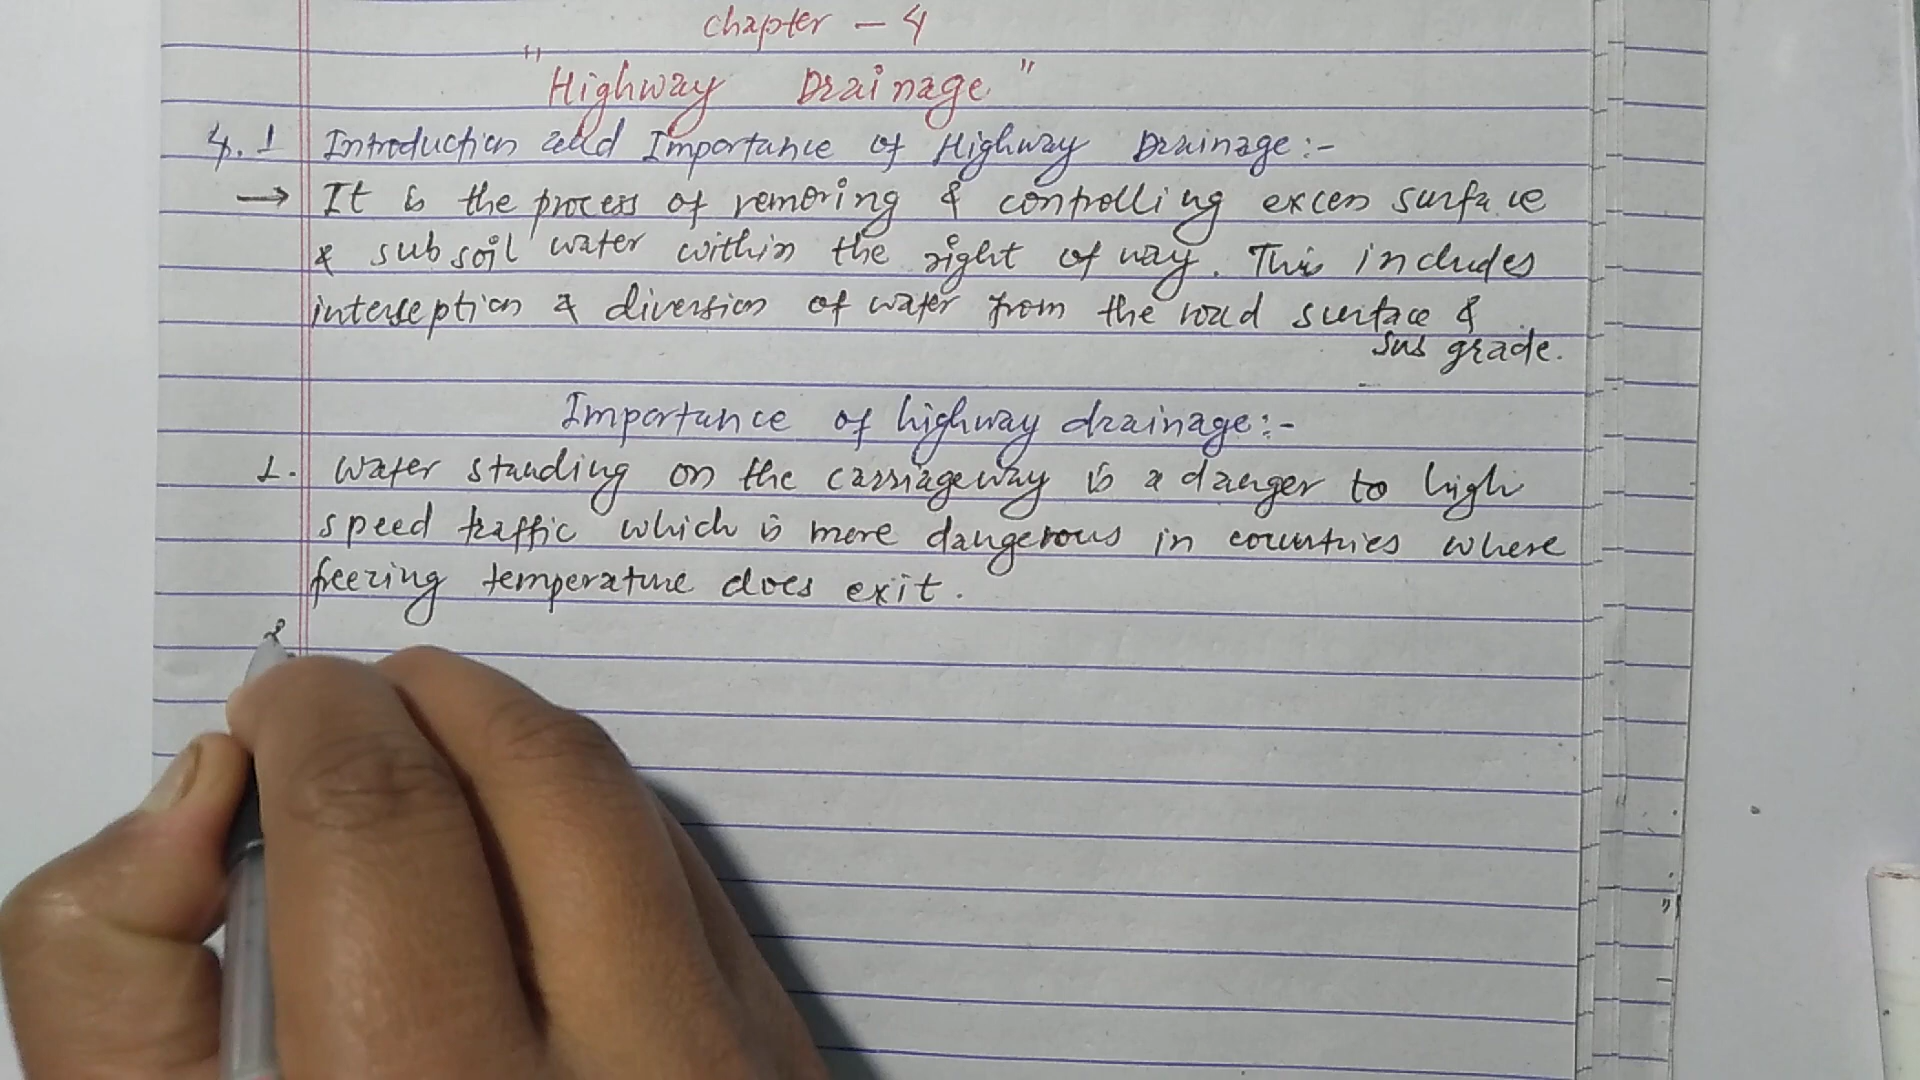 Chapter - 4
"Highway Drainage"
4.1 Introduction and Importance of Highway Drainage:-
→ It is the process of removing & controlling excess surface
& sub soil water within the right of way. This includes
interseption & diversion of water from the road surface &
sub grade.
Importance of highway drainage:-
1. Water standing on the carriageway is a danger to high
speed traffic which is more dangerous in countries where
freezing temperature does exit.
2